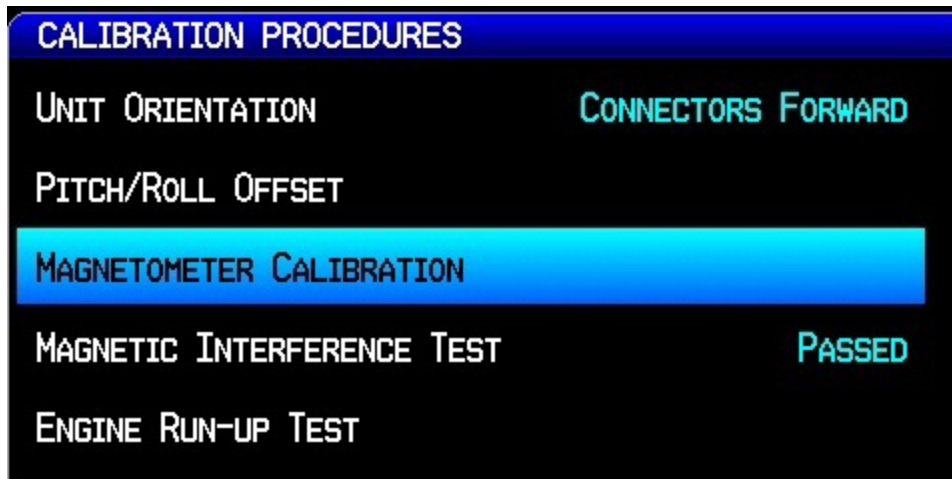 CALIBRATION PROCEDURES
UNIT ORIENTATION CONNECTORS FORWARD
PITCH/ROLL OFFSET
MAGNETOMETER CALIBRATION
MAGNETIC INTERFERENCE TEST PASSED
ENGINE RUN-UP TEST